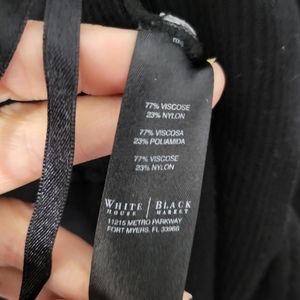 77% VISCOSE
23% NYLON
77% VISCOSA
23% POLIAMIDA
77% VISCOSE
23% NYLON
WHITE | BLACK
HOUSE | MARKET
11215 METRO PARKWAY
FORT MYERS, FL 33966